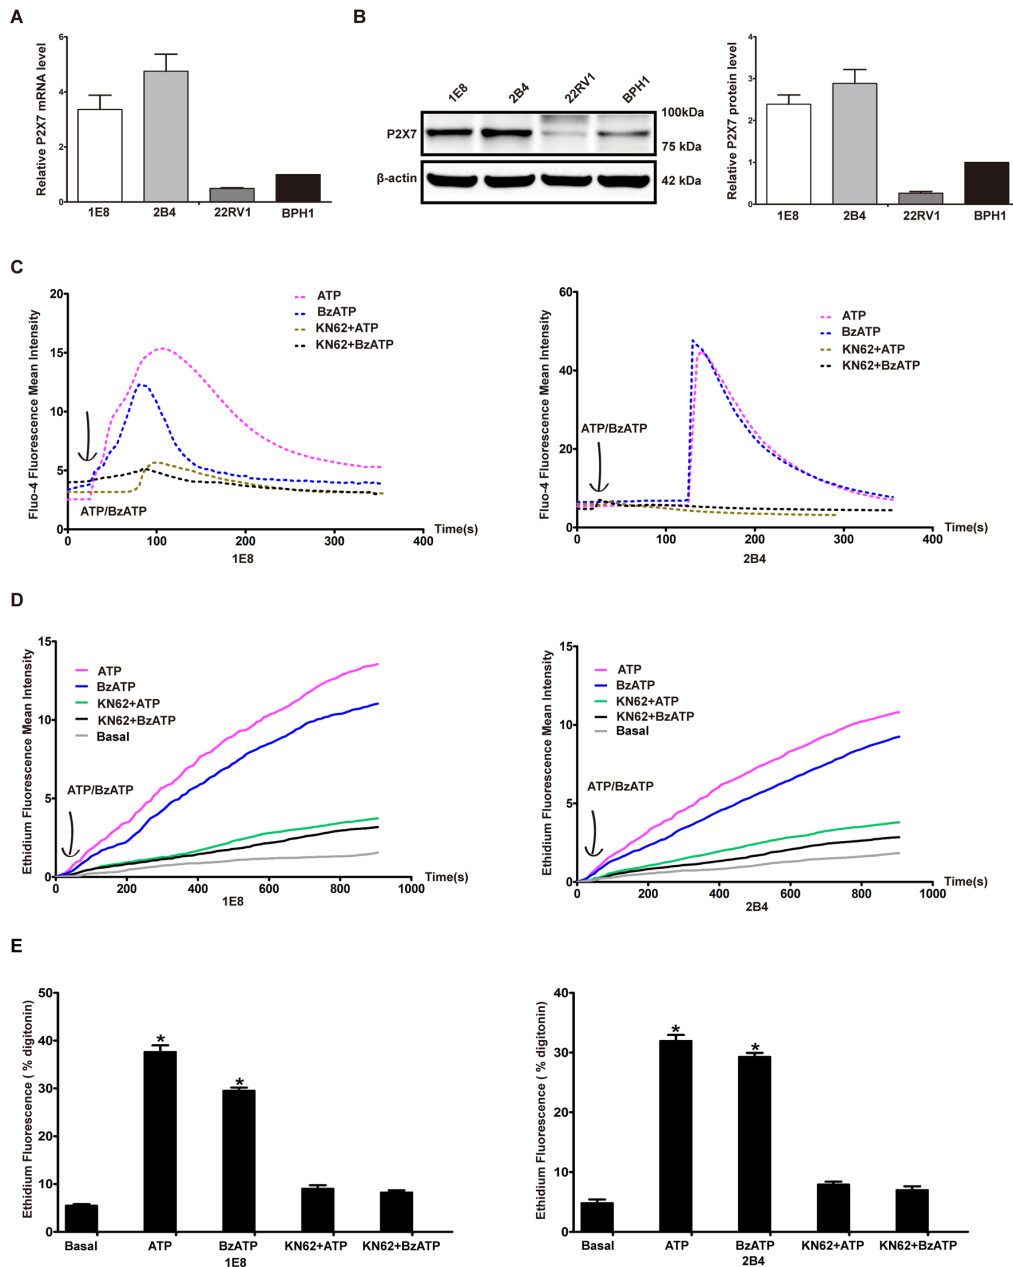 A
Relative P2X7 mRNA level
6
4
2
0
1E8 2B4 22RV1 BPH1
B
1E8 2B4 22RV1 BPH1
P2X7
β-actin
100kDa
75 kDa
42 kDa
Relative P2X7 protein level
4
3
2
1
0
1E8 2B4 22RV1 BPH1
C
Fluo-4 Fluorescence Mean Intensity
20
15
10
5
0
0 100 200 300 400
Time(s)
1E8
ATP
BzATP
KN62+ATP
KN62+BzATP
ATP/BzATP
Fluo-4 Fluorescence Mean Intensity
60
40
20
0
0 100 200 300 400
Time(s)
2B4
ATP
BzATP
KN62+ATP
KN62+BzATP
ATP/BzATP
D
Ethidium Fluorescence Mean Intensity
15
10
5
0
0 200 400 600 800 1000
Time(s)
1E8
ATP
BzATP
KN62+ATP
KN62+BzATP
Basal
ATP/BzATP
Ethidium Fluorescence Mean Intensity
15
10
5
0
0 200 400 600 800 1000
Time(s)
2B4
ATP
BzATP
KN62+ATP
KN62+BzATP
Basal
ATP/BzATP
E
Ethidium Fluorescence ( % digitonin)
50
40
30
20
10
0
* *
Basal ATP BzATP KN62+ATP KN62+BzATP
1E8
Ethidium Fluorescence ( % digitonin)
40
30
20
10
0
* *
Basal ATP BzATP KN62+ATP KN62+BzATP
2B4